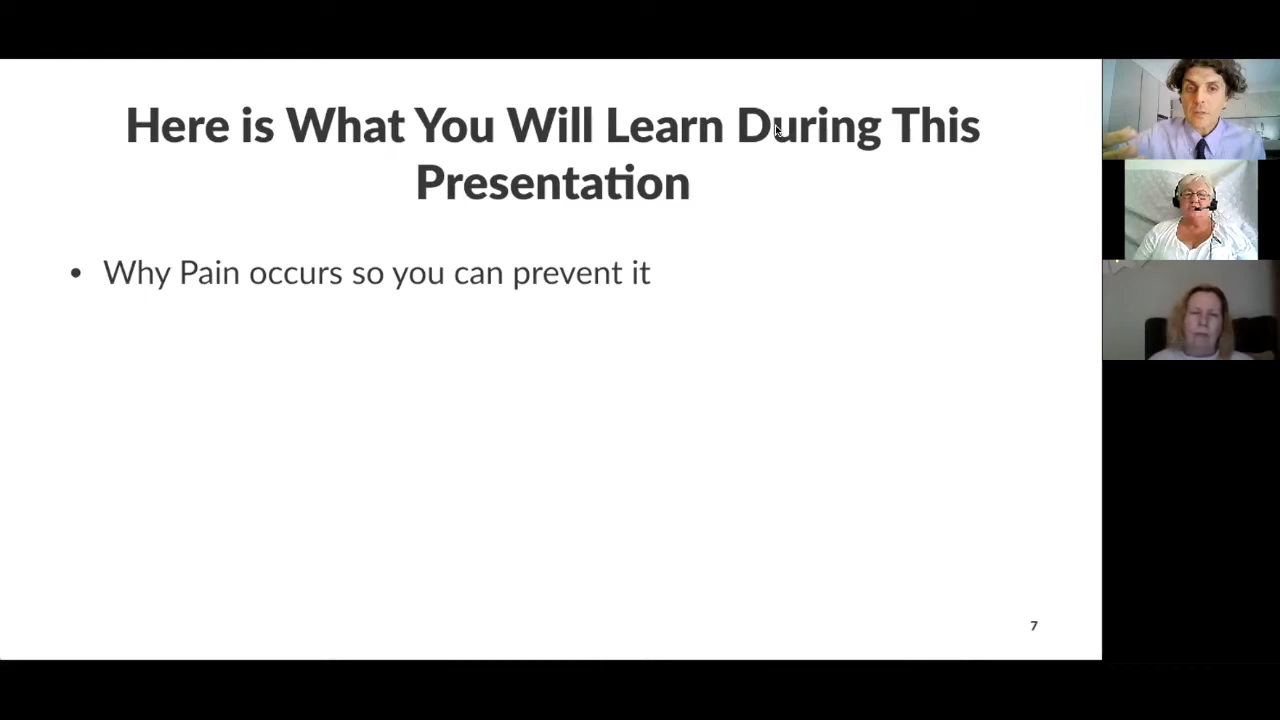 Here is What You Will Learn During This
Presentation
• Why Pain occurs so you can prevent it
7